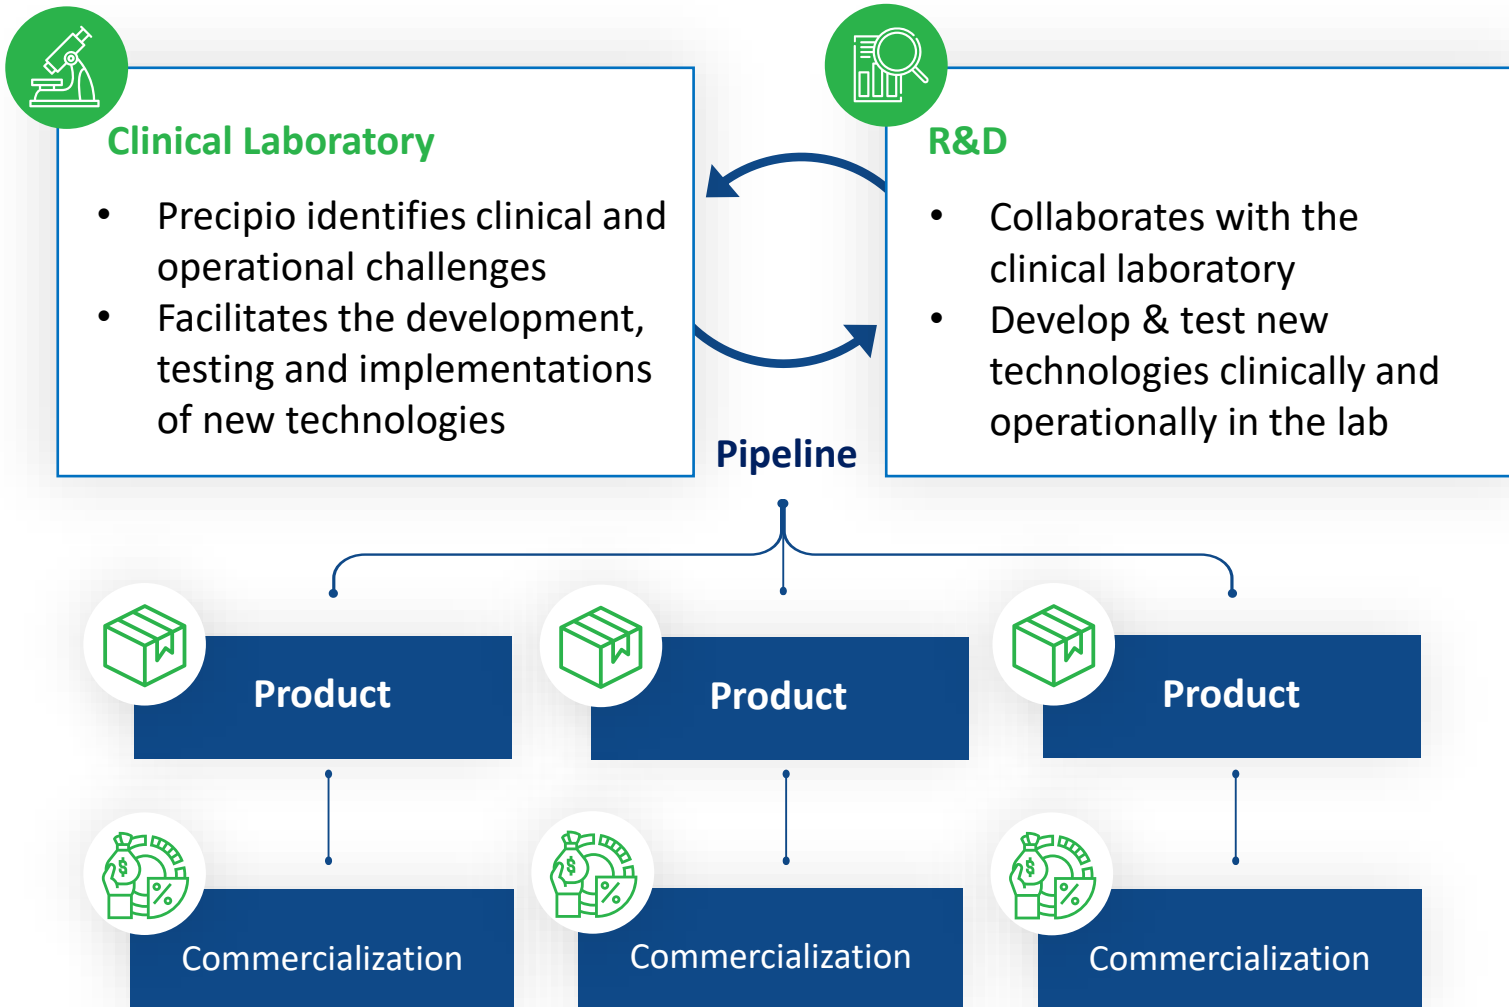 Clinical Laboratory
• Precipio identifies clinical and
operational challenges
• Facilitates the development,
testing and implementations
of new technologies
R&D
• Collaborates with the
clinical laboratory
• Develop & test new
technologies clinically and
operationally in the lab
Pipeline
Product
Product
Product
$ %
Commercialization
$ %
Commercialization
$ %
Commercialization